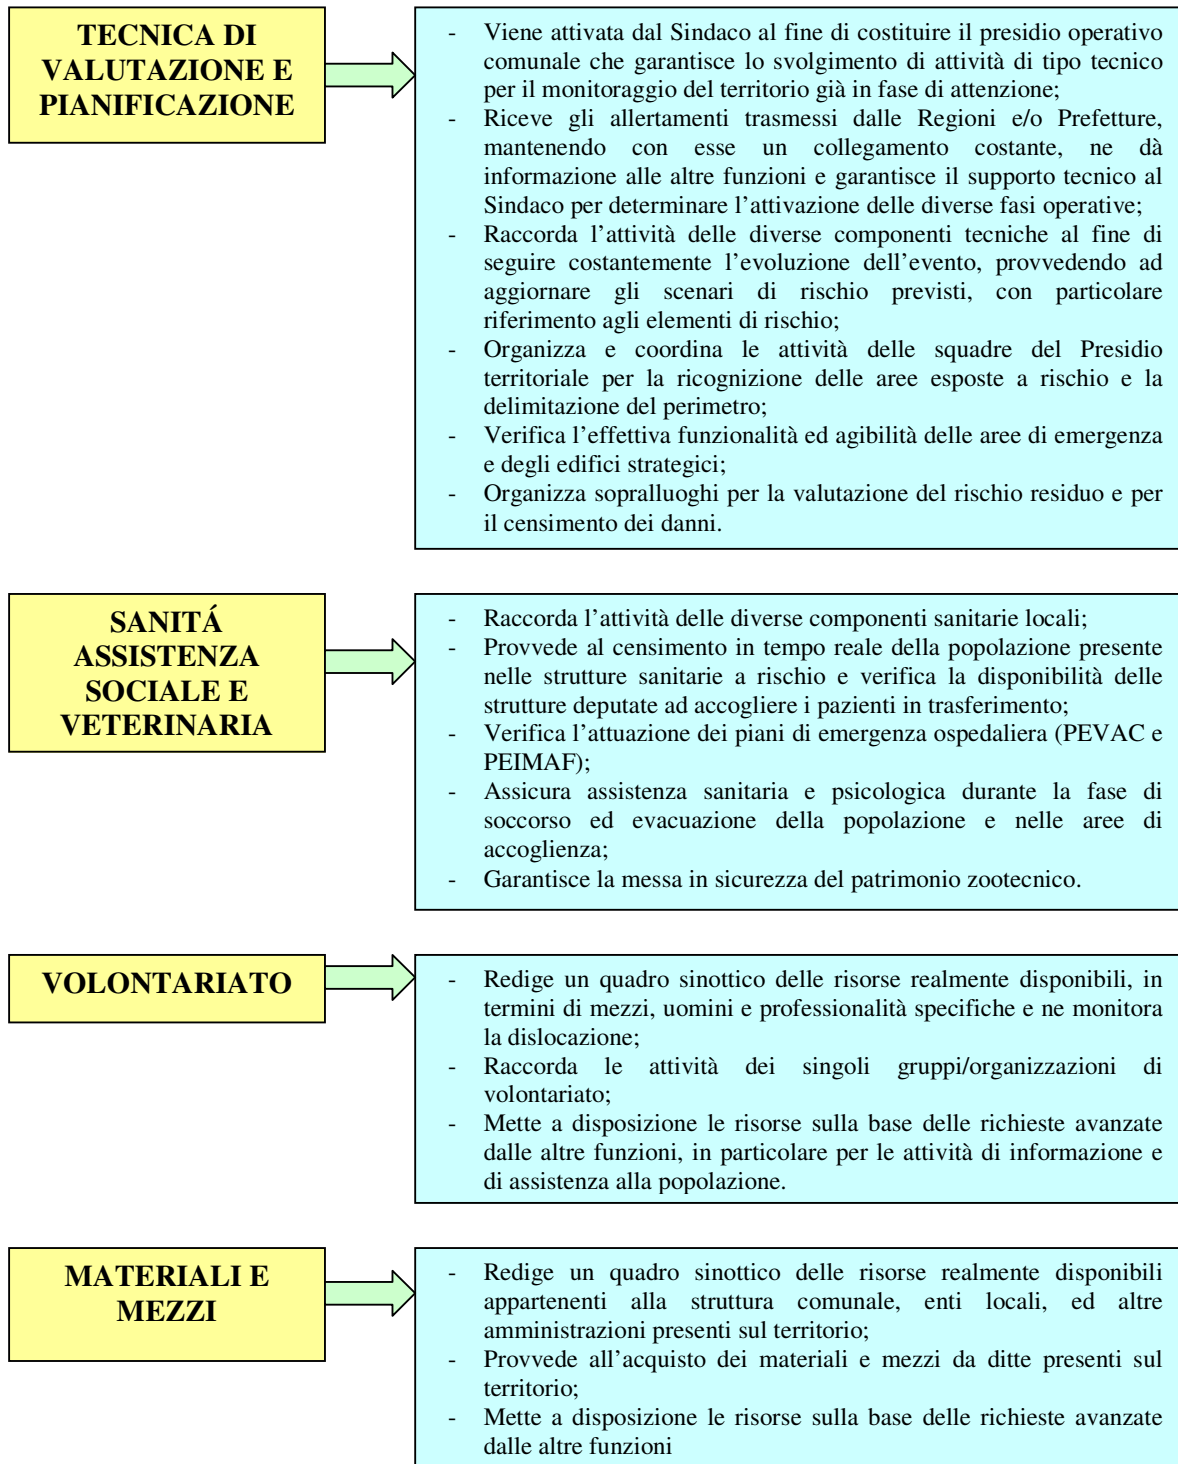 TECNICA DI
VALUTAZIONE E
PIANIFICAZIONE
- Viene attivata dal Sindaco al fine di costituire il presidio operativo
comunale che garantisce lo svolgimento di attività di tipo tecnico
per il monitoraggio del territorio già in fase di attenzione;
- Riceve gli allertamenti trasmessi dalle Regioni e/o Prefetture,
mantenendo con esse un collegamento costante, ne dà
informazione alle altre funzioni e garantisce il supporto tecnico al
Sindaco per determinare l’attivazione delle diverse fasi operative;
- Raccorda l’attività delle diverse componenti tecniche al fine di
seguire costantemente l’evoluzione dell’evento, provvedendo ad
aggiornare gli scenari di rischio previsti, con particolare
riferimento agli elementi di rischio;
- Organizza e coordina le attività delle squadre del Presidio
territoriale per la ricognizione delle aree esposte a rischio e la
delimitazione del perimetro;
- Verifica l’effettiva funzionalità ed agibilità delle aree di emergenza
e degli edifici strategici;
- Organizza sopralluoghi per la valutazione del rischio residuo e per
il censimento dei danni.
SANITÁ
ASSISTENZA
SOCIALE E
VETERINARIA
- Raccorda l’attività delle diverse componenti sanitarie locali;
- Provvede al censimento in tempo reale della popolazione presente
nelle strutture sanitarie a rischio e verifica la disponibilità delle
strutture deputate ad accogliere i pazienti in trasferimento;
- Verifica l’attuazione dei piani di emergenza ospedaliera (PEVAC e
PEIMAF);
- Assicura assistenza sanitaria e psicologica durante la fase di
soccorso ed evacuazione della popolazione e nelle aree di
accoglienza;
- Garantisce la messa in sicurezza del patrimonio zootecnico.
VOLONTARIATO
- Redige un quadro sinottico delle risorse realmente disponibili, in
termini di mezzi, uomini e professionalità specifiche e ne monitora
la dislocazione;
- Raccorda le attività dei singoli gruppi/organizzazioni di
volontariato;
- Mette a disposizione le risorse sulla base delle richieste avanzate
dalle altre funzioni, in particolare per le attività di informazione e
di assistenza alla popolazione.
MATERIALI E
MEZZI
- Redige un quadro sinottico delle risorse realmente disponibili
appartenenti alla struttura comunale, enti locali, ed altre
amministrazioni presenti sul territorio;
- Provvede all’acquisto dei materiali e mezzi da ditte presenti sul
territorio;
- Mette a disposizione le risorse sulla base delle richieste avanzate
dalle altre funzioni